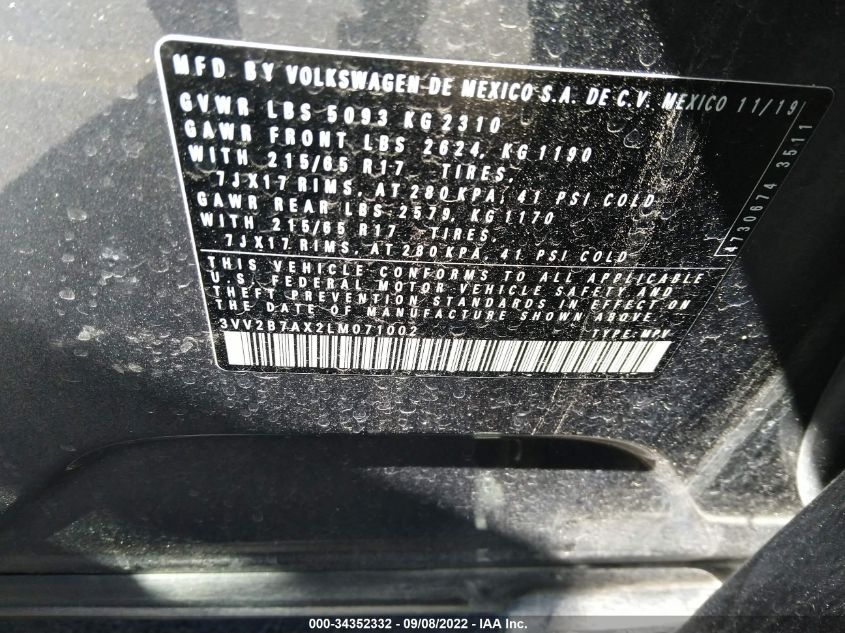 MFD. BY VOLKSWAGEN DE MEXICO S.A. DE C.V. MEXICO 11/19
GVWR LBS 5093 KG 2310
GAWR FRONT LBS 2624, KG 1190
WITH 215/65 R17 TIRES,
7JX17 RIMS, AT 280 KPA, 41 PSI COLD
GAWR REAR LBS 2579, KG 1170
WITH 215/65 R17 TIRES,
7JX17 RIMS, AT 280 KPA, 41 PSI COLD
THIS VEHICLE CONFORMS TO ALL APPLICABLE
U.S. FEDERAL MOTOR VEHICLE SAFETY AND
THEFT PREVENTION STANDARDS IN EFFECT ON
THE DATE OF MANUFACTURE SHOWN ABOVE
3VV2B7AX2LM071002 TYPE: MPV
4730674 3511
000-34352332 - 09/08/2022 - IAA Inc.